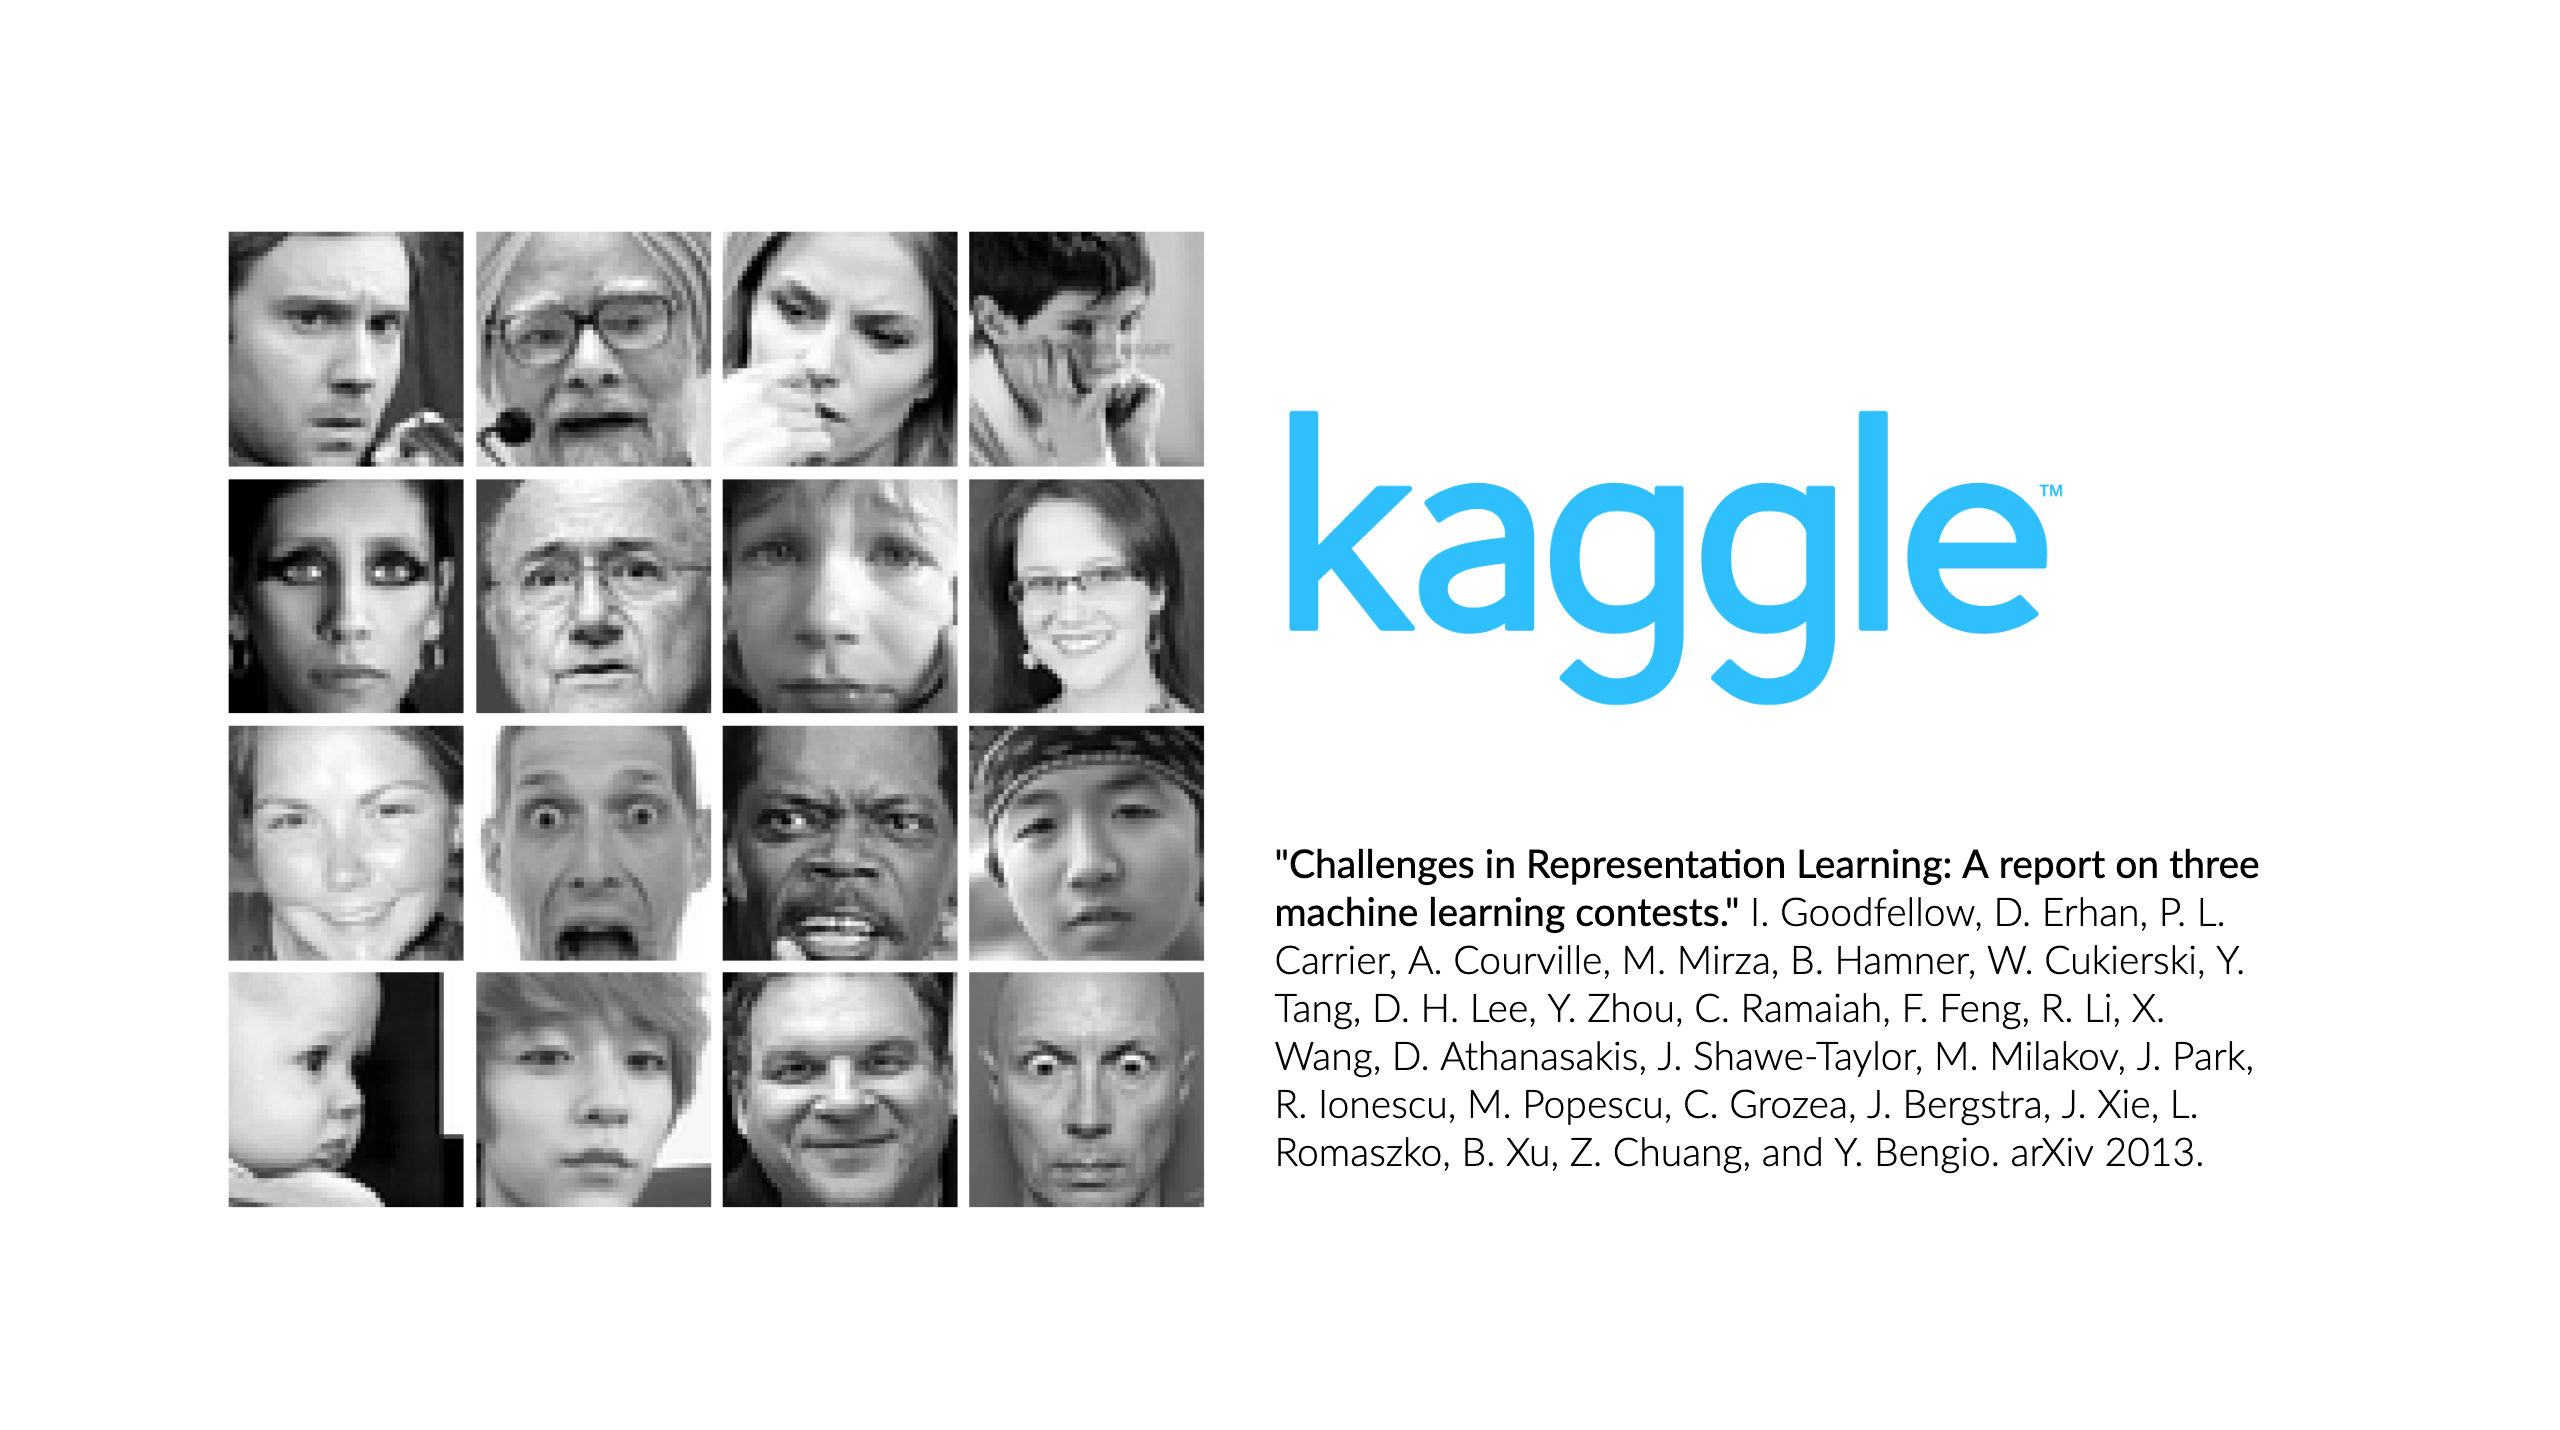 kaggle™
"Challenges in Representation Learning: A report on three
machine learning contests." I. Goodfellow, D. Erhan, P. L.
Carrier, A. Courville, M. Mirza, B. Hamner, W. Cukierski, Y.
Tang, D. H. Lee, Y. Zhou, C. Ramaiah, F. Feng, R. Li, X.
Wang, D. Athanasakis, J. Shawe-Taylor, M. Milakov, J. Park,
R. Ionescu, M. Popescu, C. Grozea, J. Bergstra, J. Xie, L.
Romaszko, B. Xu, Z. Chuang, and Y. Bengio. arXiv 2013.